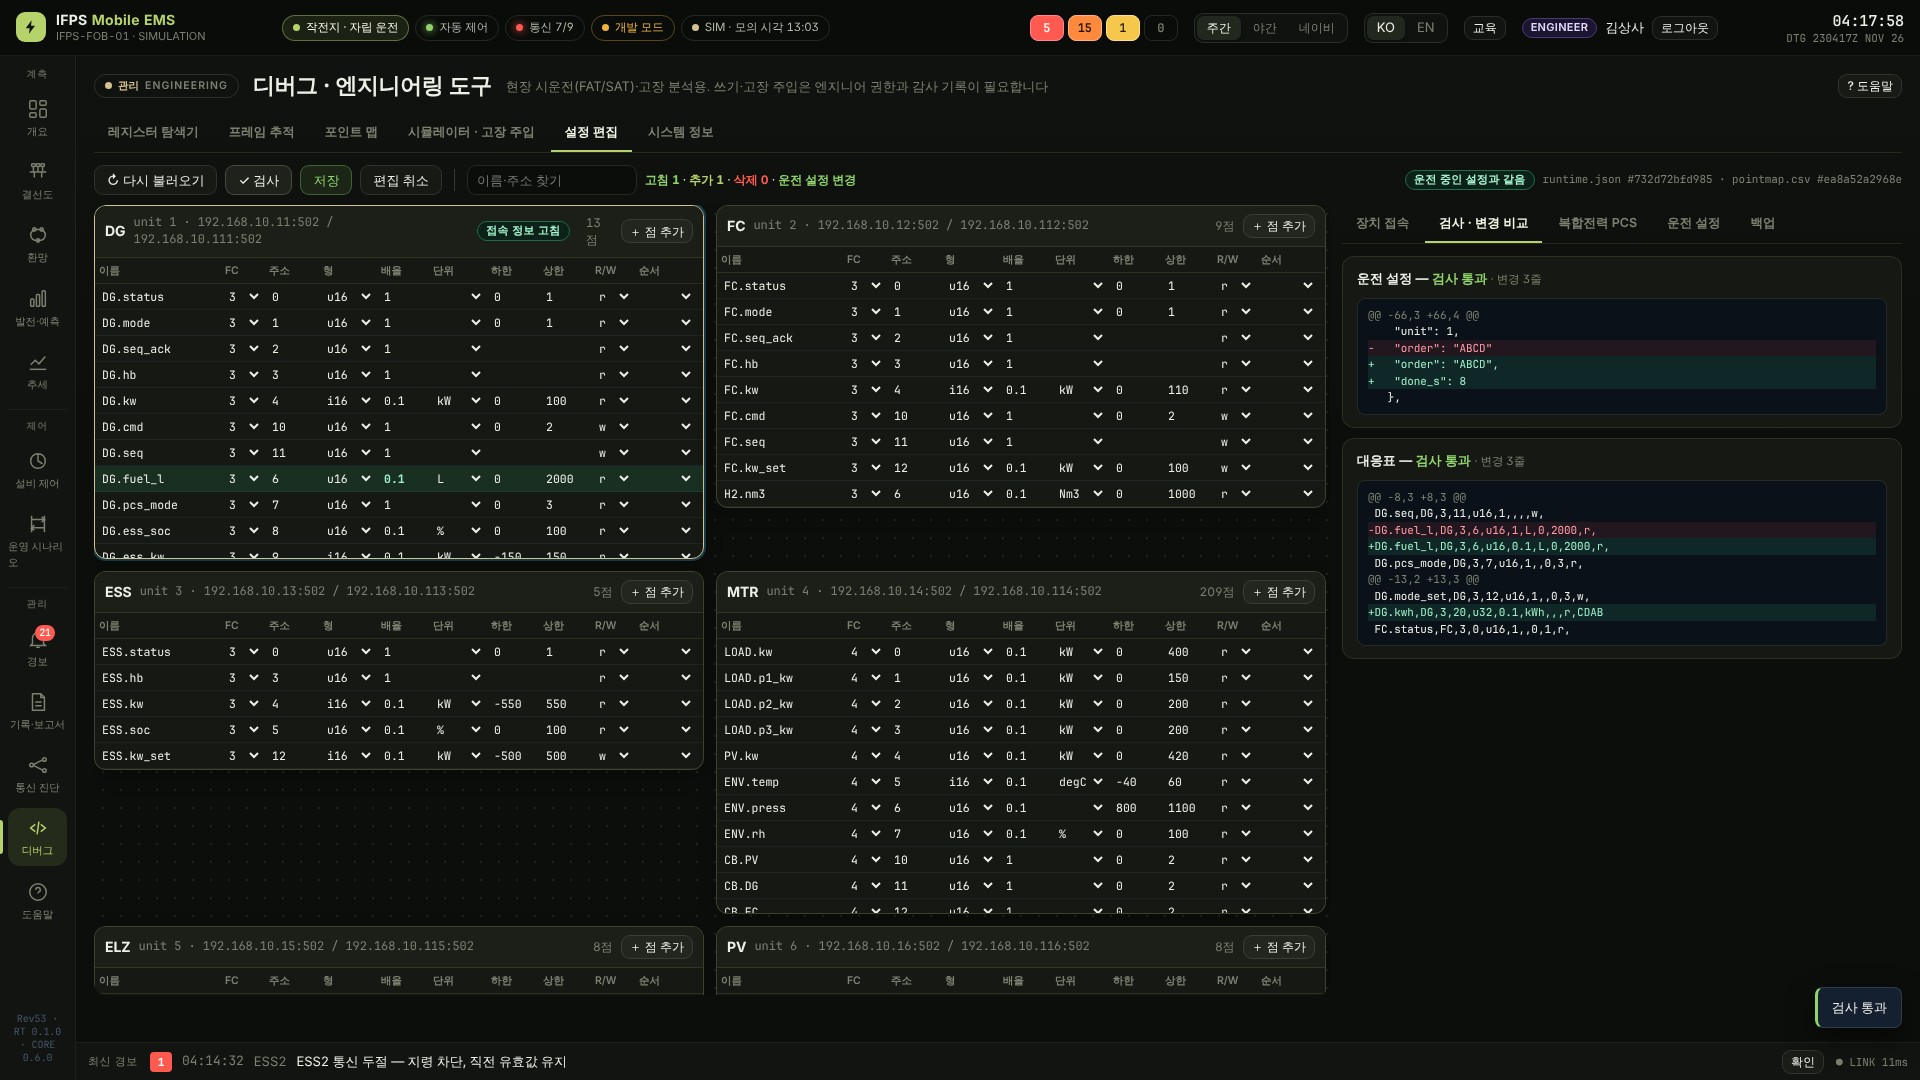 IFPS Mobile EMS
IFPS-FOB-01 · SIMULATION
작전지 · 자립 운전
자동 제어
통신 7/9
개발 모드
SIM · 모의 시각 13:03
5 15 1 0
주간 야간 네이비
KO EN
교육
ENGINEER 김상사 로그아웃
04:17:58
DTG 230417Z NOV 26
계측
개요
결선도
환망
발전·예측
추세
제어
설비 제어
운영 시나리오
관리
21
경보
기록·보고서
통신 진단
디버그
도움말
Rev53 ·
RT 0.1.0
· CORE
0.6.0
관리 ENGINEERING
디버그 · 엔지니어링 도구
현장 시운전(FAT/SAT)·고장 분석용. 쓰기·고장 주입은 엔지니어 권한과 감사 기록이 필요합니다
? 도움말
레지스터 탐색기 프레임 추적 포인트 맵 시뮬레이터 · 고장 주입 설정 편집 시스템 정보
↻ 다시 불러오기 ✓ 검사 저장 편집 취소 이름·주소 찾기 고침 1 · 추가 1 · 삭제 0 · 운전 설정 변경
운전 중인 설정과 같음 runtime.json #732d72bfd985 · pointmap.csv #ea8a52a2968e
DG unit 1 · 192.168.10.11:502 /
192.168.10.111:502
접속 정보 고침 13
점
+ 점 추가
이름 FC 주소 형 배율 단위 하한 상한 R/W 순서
DG.status 3 0 u16 1 0 1 r
DG.mode 3 1 u16 1 0 1 r
DG.seq_ack 3 2 u16 1 r
DG.hb 3 3 u16 1 r
DG.kw 3 4 i16 0.1 kW 0 100 r
DG.cmd 3 10 u16 1 0 2 w
DG.seq 3 11 u16 1 w
DG.fuel_l 3 6 u16 0.1 L 0 2000 r
DG.pcs_mode 3 7 u16 1 0 3 r
DG.ess_soc 3 8 u16 0.1 % 0 100 r
DG.ess_kw 3 9 i16 0.1 kW -150 150 r
FC unit 2 · 192.168.10.12:502 / 192.168.10.112:502 9점 + 점 추가
이름 FC 주소 형 배율 단위 하한 상한 R/W 순서
FC.status 3 0 u16 1 0 1 r
FC.mode 3 1 u16 1 0 1 r
FC.seq_ack 3 2 u16 1 r
FC.hb 3 3 u16 1 r
FC.kw 3 4 i16 0.1 kW 0 110 r
FC.cmd 3 10 u16 1 0 2 w
FC.seq 3 11 u16 1 w
FC.kw_set 3 12 u16 0.1 kW 0 100 w
H2.nm3 3 6 u16 0.1 Nm3 0 1000 r
ESS unit 3 · 192.168.10.13:502 / 192.168.10.113:502 5점 + 점 추가
이름 FC 주소 형 배율 단위 하한 상한 R/W 순서
ESS.status 3 0 u16 1 0 1 r
ESS.hb 3 3 u16 1 r
ESS.kw 3 4 i16 0.1 kW -550 550 r
ESS.soc 3 5 u16 0.1 % 0 100 r
ESS.kw_set 3 12 i16 0.1 kW -500 500 w
MTR unit 4 · 192.168.10.14:502 / 192.168.10.114:502 209점 + 점 추가
이름 FC 주소 형 배율 단위 하한 상한 R/W 순서
LOAD.kw 4 0 u16 0.1 kW 0 400 r
LOAD.p1_kw 4 1 u16 0.1 kW 0 150 r
LOAD.p2_kw 4 2 u16 0.1 kW 0 200 r
LOAD.p3_kw 4 3 u16 0.1 kW 0 200 r
PV.kw 4 4 u16 0.1 kW 0 420 r
ENV.temp 4 5 i16 0.1 degC -40 60 r
ENV.press 4 6 u16 0.1 800 1100 r
ENV.rh 4 7 u16 0.1 % 0 100 r
CB.PV 4 10 u16 1 0 2 r
CB.DG 4 11 u16 1 0 2 r
CB.FC 4 12 u16 1 0 2 r
ELZ unit 5 · 192.168.10.15:502 / 192.168.10.115:502 8점 + 점 추가
이름 FC 주소 형 배율 단위 하한 상한 R/W 순서
PV unit 6 · 192.168.10.16:502 / 192.168.10.116:502 8점 + 점 추가
이름 FC 주소 형 배율 단위 하한 상한 R/W 순서
장치 접속 검사 · 변경 비교 복합전력 PCS 운전 설정 백업
운전 설정 — 검사 통과 · 변경 3줄
@@ -66,3 +66,4 @@
"unit": 1,
- "order": "ABCD"
+ "order": "ABCD",
+ "done_s": 8
},
대응표 — 검사 통과 · 변경 3줄
@@ -8,3 +8,3 @@
DG.seq,DG,3,11,u16,1,,,,w,
-DG.fuel_l,DG,3,6,u16,1,L,0,2000,r,
+DG.fuel_l,DG,3,6,u16,0.1,L,0,2000,r,
DG.pcs_mode,DG,3,7,u16,1,,0,3,r,
@@ -13,2 +13,3 @@
DG.mode_set,DG,3,12,u16,1,,0,3,w,
+DG.kwh,DG,3,20,u32,0.1,kWh,,,r,CDAB
FC.status,FC,3,0,u16,1,,0,1,r,
검사 통과
최신 경보 1 04:14:32 ESS2 ESS2 통신 두절 — 지령 차단, 직전 유효값 유지
확인 LINK 11ms